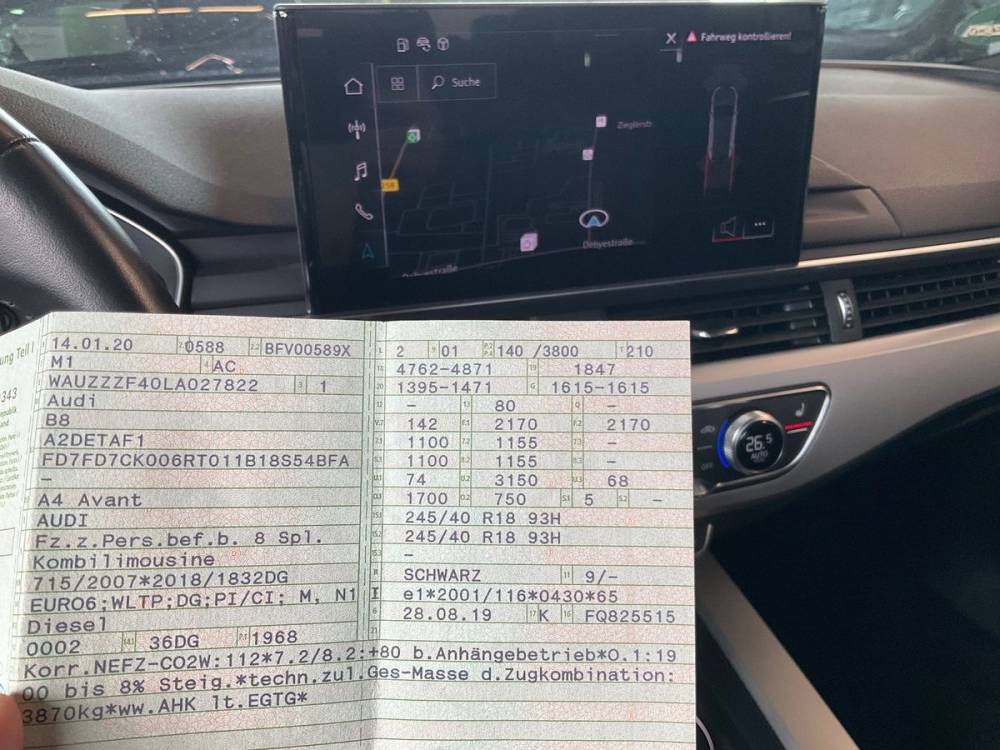 Fahrweg kontrollieren!
Suche
Zieglerstr.
258
Debyestraße
Debyestraße
26.5
AUTO
OFF
14.01.20 0588 BFV00589X
M1 AC
WAUZZZF40LA027822 1
Audi
B8
A2DETAF1
FD7FD7CK006RT011B18S54BFA
–
A4 Avant
AUDI
Fz.z.Pers.bef.b. 8 Spl.
Kombilimousine
715/2007*2018/1832DG
EURO6;WLTP;DG;PI/CI; M, N1 I
Diesel
0002 36DG 1968
2 01 140 /3800 210
4762-4871 1847
1395-1471 1615-1615
– 80 –
142 2170 2170
1100 1155 –
1100 1155 –
74 3150 68
1700 750 5 –
245/40 R18 93H
245/40 R18 93H
–
SCHWARZ 9/–
e1*2001/116*0430*65
28.08.19 K FQ825515
Korr.NEFZ-CO2W:112*7.2/8.2:+80 b.Anhängebetrieb*O.1:19
00 bis 8% Steig.*techn.zul.Ges-Masse d.Zugkombination:
3870kg*ww.AHK lt.EGTG*